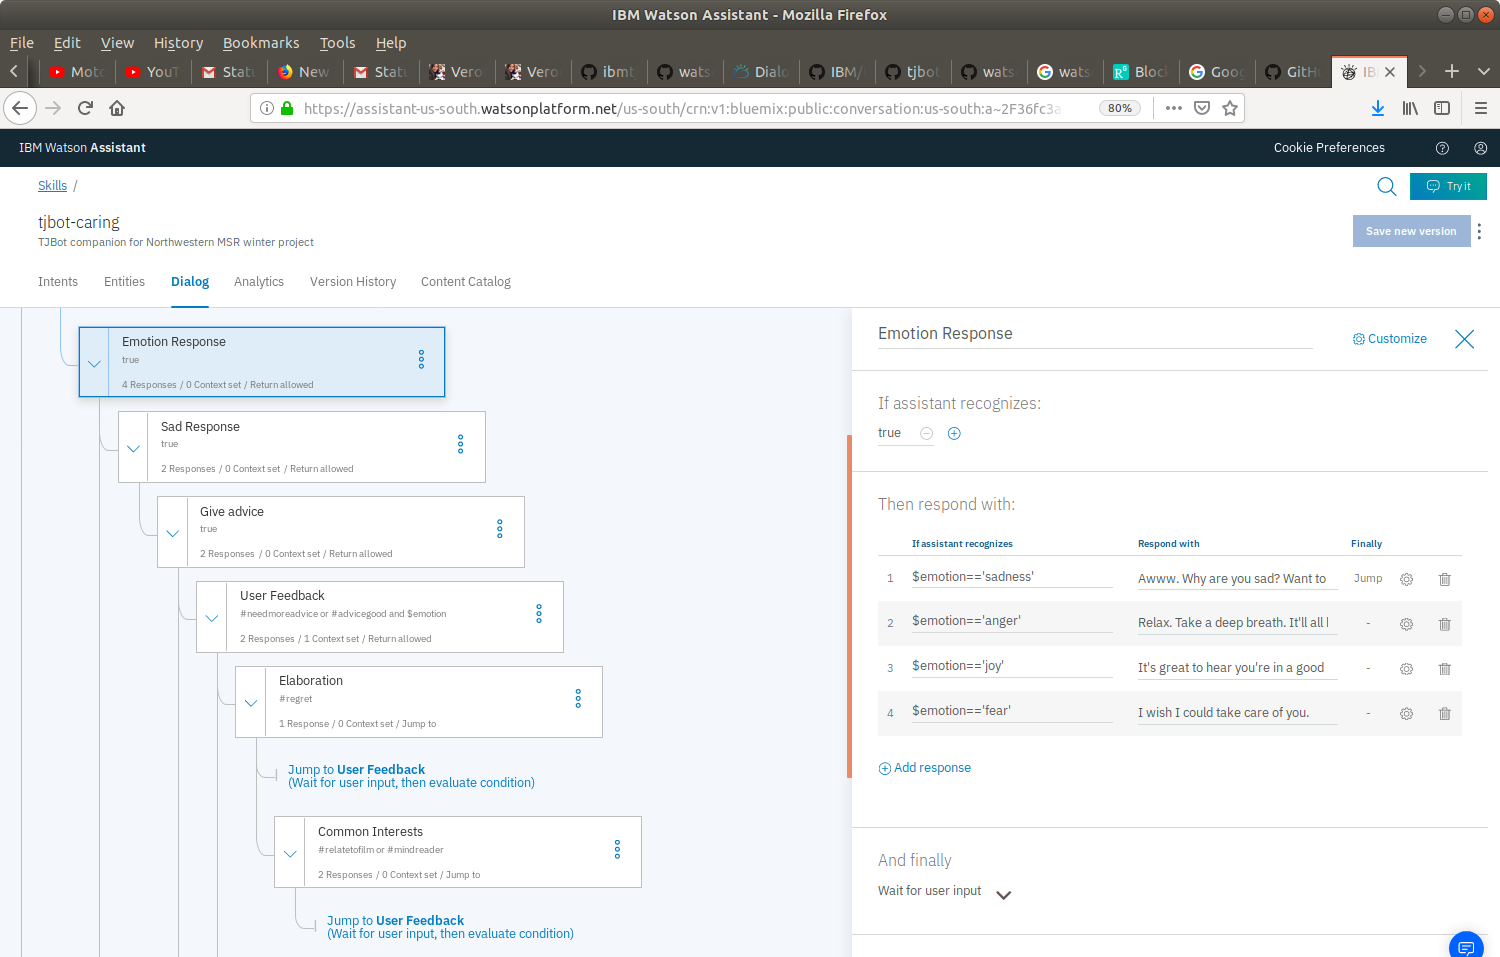 IBM Watson Assistant - Mozilla Firefox
File Edit View History Bookmarks Tools Help
Moto YouT Statu New Statu Vero Vero ibmtj wats Dialo IBM/ tjbot wats wats Block Goog GitHu IB
https://assistant-us-south.watsonplatform.net/us-south/crn:v1:bluemix:public:conversation:us-south:a~2F36fc3a 80%
IBM Watson Assistant Cookie Preferences
Skills /
Try it
tjbot-caring
TJBot companion for Northwestern MSR winter project
Save new version
Intents Entities Dialog Analytics Version History Content Catalog
Emotion Response
true
4 Responses / 0 Context set / Return allowed
Sad Response
true
2 Responses / 0 Context set / Return allowed
Give advice
true
2 Responses / 0 Context set / Return allowed
User Feedback
#needmoreadvice or #advicegood and $emotion
2 Responses / 1 Context set / Return allowed
Elaboration
#regret
1 Response / 0 Context set / Jump to
Jump to User Feedback
(Wait for user input, then evaluate condition)
Common Interests
#relatetofilm or #mindreader
2 Responses / 0 Context set / Jump to
Jump to User Feedback
(Wait for user input, then evaluate condition)
Emotion Response
Customize
If assistant recognizes:
true
Then respond with:
If assistant recognizes Respond with Finally
1 $emotion=='sadness' Awww. Why are you sad? Want to Jump
2 $emotion=='anger' Relax. Take a deep breath. It'll all -
3 $emotion=='joy' It's great to hear you're in a good -
4 $emotion=='fear' I wish I could take care of you. -
Add response
And finally
Wait for user input